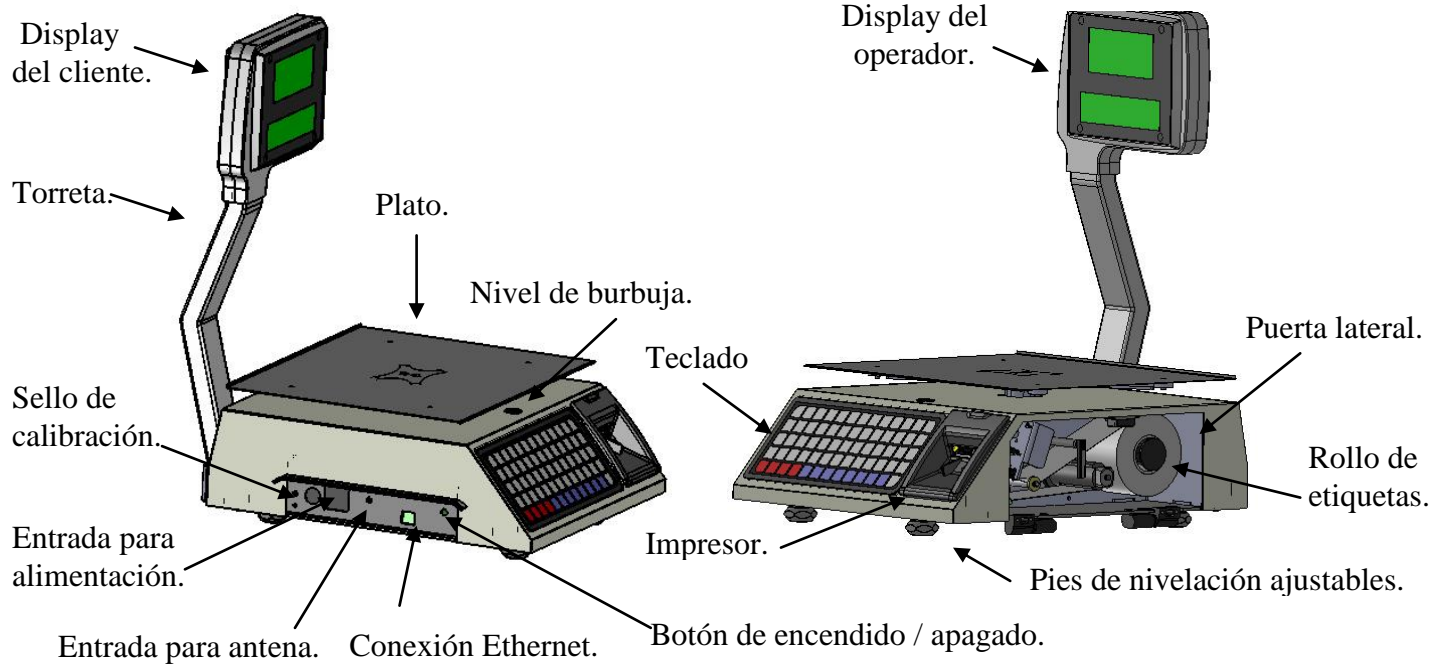 Display
del cliente.
Display del
operador.
Torreta.
Plato.
Nivel de burbuja.
Puerta lateral.
Teclado
Sello de
calibración.
Rollo de
etiquetas.
Entrada para
alimentación.
Impresor.
Pies de nivelación ajustables.
Entrada para antena.
Conexión Ethernet.
Botón de encendido / apagado.